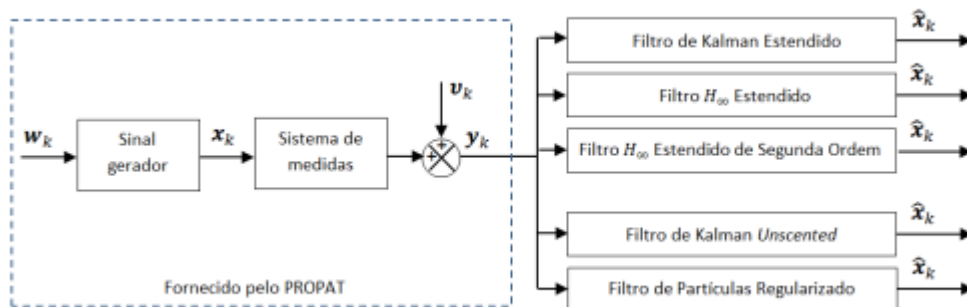 w_k
Sinal
gerador
x_k
Sistema de
medidas
v_k
+
+
y_k
Fornecido pelo PROPAT
Filtro de Kalman Estendido
x̂_k
Filtro H∞ Estendido
x̂_k
Filtro H∞ Estendido de Segunda Ordem
x̂_k
Filtro de Kalman Unscented
x̂_k
Filtro de Partículas Regularizado
x̂_k